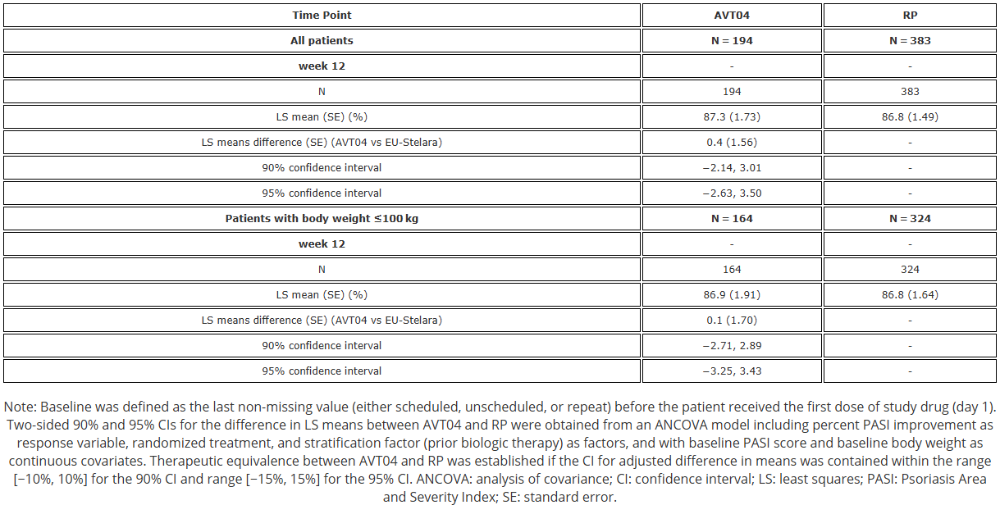 Time Point AVT04 RP
All patients N = 194 N = 383
week 12 - -
N 194 383
LS mean (SE) (%) 87.3 (1.73) 86.8 (1.49)
LS means difference (SE) (AVT04 vs EU-Stelara) 0.4 (1.56) -
90% confidence interval −2.14, 3.01 -
95% confidence interval −2.63, 3.50 -
Patients with body weight ≤100 kg N = 164 N = 324
week 12 - -
N 164 324
LS mean (SE) (%) 86.9 (1.91) 86.8 (1.64)
LS means difference (SE) (AVT04 vs EU-Stelara) 0.1 (1.70) -
90% confidence interval −2.71, 2.89 -
95% confidence interval −3.25, 3.43 -
Note: Baseline was defined as the last non-missing value (either scheduled, unscheduled, or repeat) before the patient received the first dose of study drug (day 1).
Two-sided 90% and 95% CIs for the difference in LS means between AVT04 and RP were obtained from an ANCOVA model including percent PASI improvement as
response variable, randomized treatment, and stratification factor (prior biologic therapy) as factors, and with baseline PASI score and baseline body weight as
continuous covariates. Therapeutic equivalence between AVT04 and RP was established if the CI for adjusted difference in means was contained within the range
[−10%, 10%] for the 90% CI and range [−15%, 15%] for the 95% CI. ANCOVA: analysis of covariance; CI: confidence interval; LS: least squares; PASI: Psoriasis Area
and Severity Index; SE: standard error.